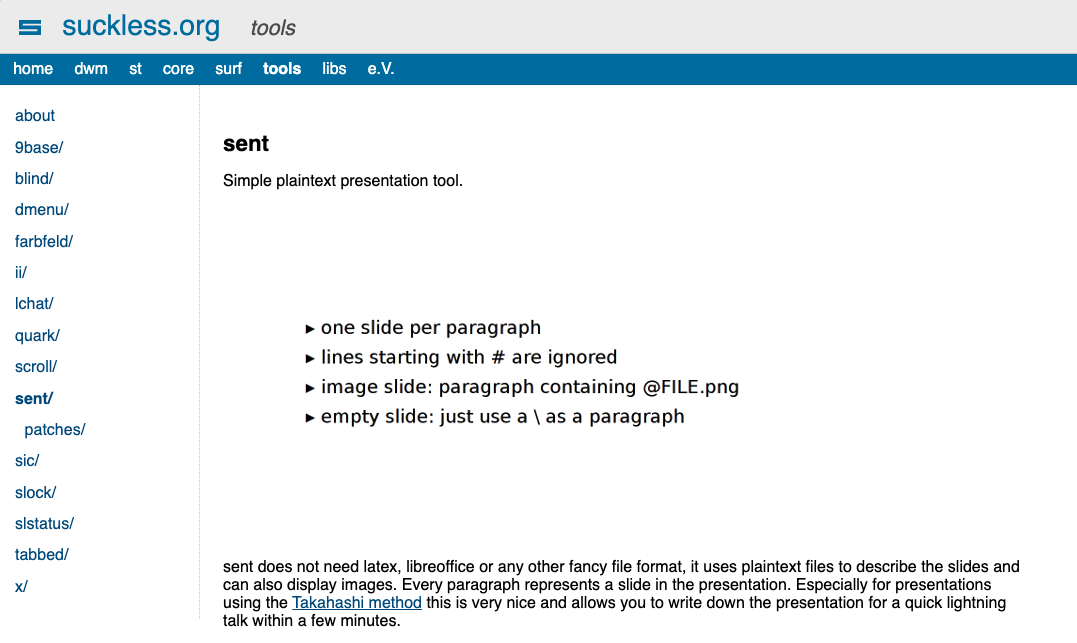 suckless.org tools
home dwm st core surf tools libs e.V.
about
9base/
blind/
dmenu/
farbfeld/
ii/
lchat/
quark/
scroll/
sent/
patches/
sic/
slock/
slstatus/
tabbed/
x/
sent
Simple plaintext presentation tool.
▸ one slide per paragraph
▸ lines starting with # are ignored
▸ image slide: paragraph containing @FILE.png
▸ empty slide: just use a \ as a paragraph
sent does not need latex, libreoffice or any other fancy file format, it uses plaintext files to describe the slides and
can also display images. Every paragraph represents a slide in the presentation. Especially for presentations
using the Takahashi method this is very nice and allows you to write down the presentation for a quick lightning
talk within a few minutes.